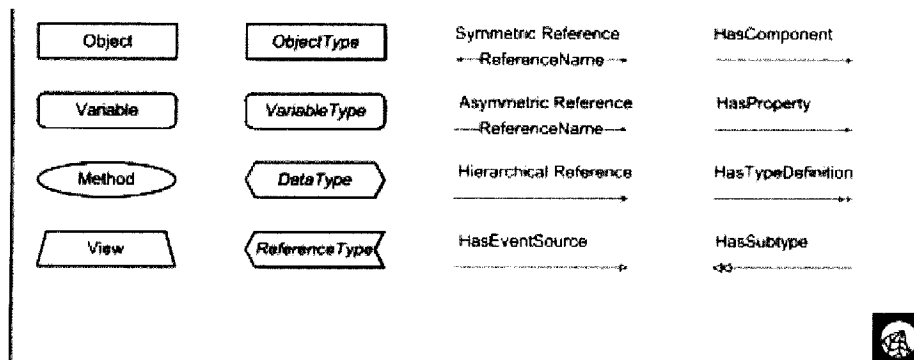 Object
ObjectType
Symmetric Reference
ReferenceName
HasComponent
Variable
VariableType
Asymmetric Reference
ReferenceName
HasProperty
Method
DataType
Hierarchical Reference
HasTypeDefinition
View
ReferenceType
HasEventSource
HasSubtype